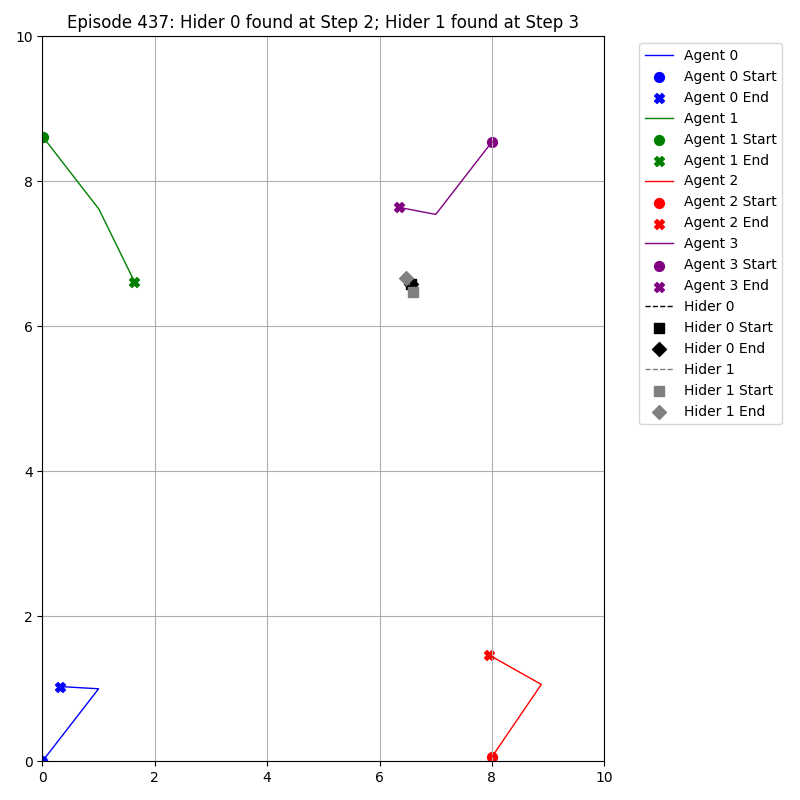 Episode 437: Hider 0 found at Step 2; Hider 1 found at Step 3
10
8
6
4
2
0
0
2
4
6
8
10
Agent 0
Agent 0 Start
Agent 0 End
Agent 1
Agent 1 Start
Agent 1 End
Agent 2
Agent 2 Start
Agent 2 End
Agent 3
Agent 3 Start
Agent 3 End
Hider 0
Hider 0 Start
Hider 0 End
Hider 1
Hider 1 Start
Hider 1 End